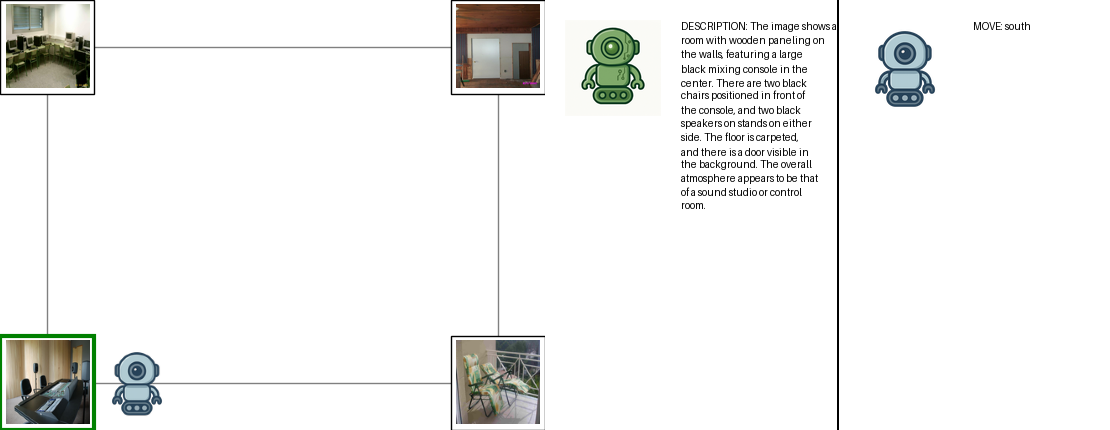 DESCRIPTION: The image shows a
room with wooden paneling on
the walls, featuring a large
black mixing console in the
center. There are two black
chairs positioned in front of
the console, and two black
speakers on stands on either
side. The floor is carpeted,
and there is a door visible in
the background. The overall
atmosphere appears to be that
of a sound studio or control
room.
MOVE: south